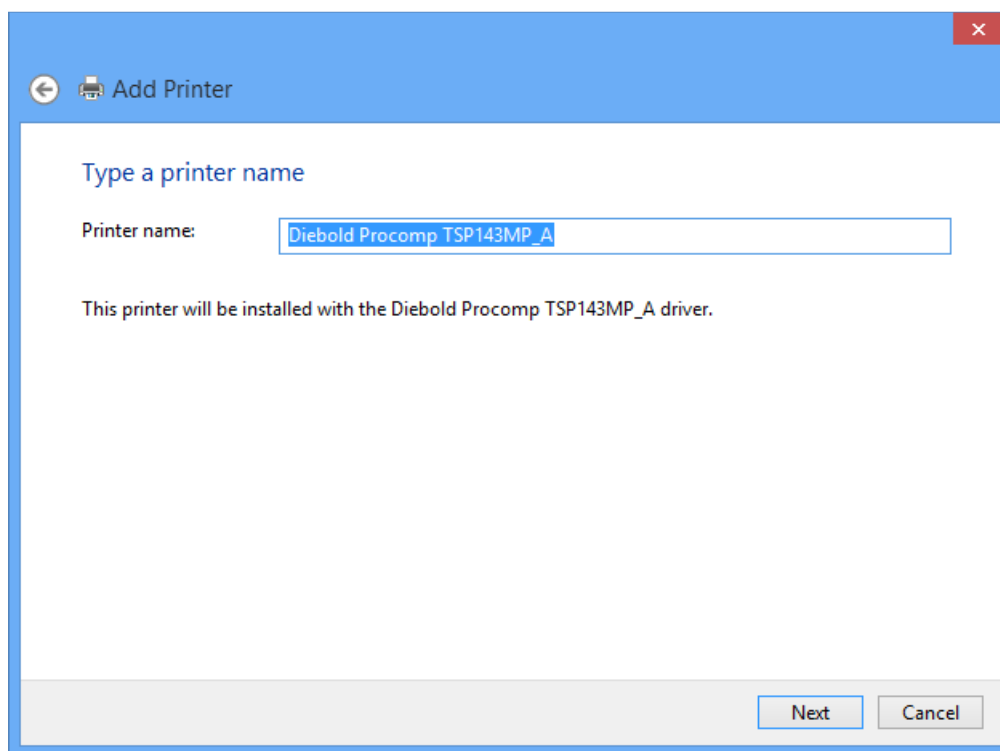 Add Printer
Type a printer name
Printer name: Diebold Procomp TSP143MP_A
This printer will be installed with the Diebold Procomp TSP143MP_A driver.
Next Cancel